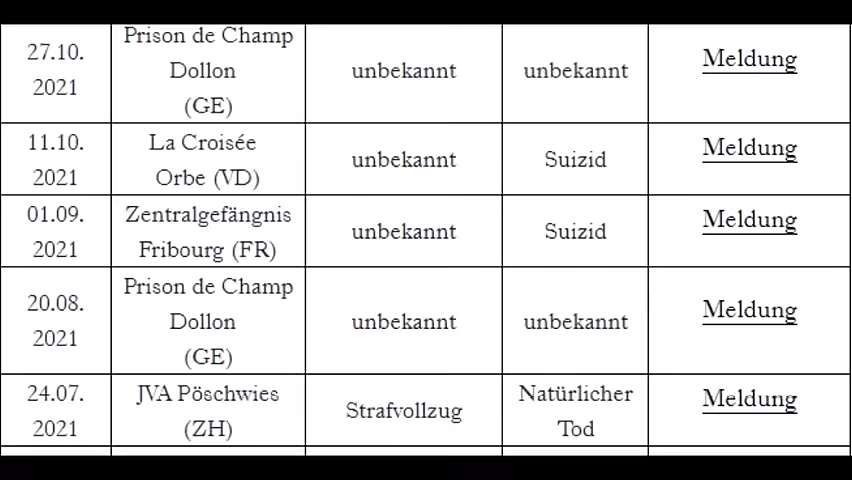 27.10.
2021
Prison de Champ
Dollon
(GE)
unbekannt
unbekannt
Meldung
11.10.
2021
La Croisée
Orbe (VD)
unbekannt
Suizid
Meldung
01.09.
2021
Zentralgefängnis
Fribourg (FR)
unbekannt
Suizid
Meldung
20.08.
2021
Prison de Champ
Dollon
(GE)
unbekannt
unbekannt
Meldung
24.07.
2021
JVA Pöschwies
(ZH)
Strafvollzug
Natürlicher
Tod
Meldung